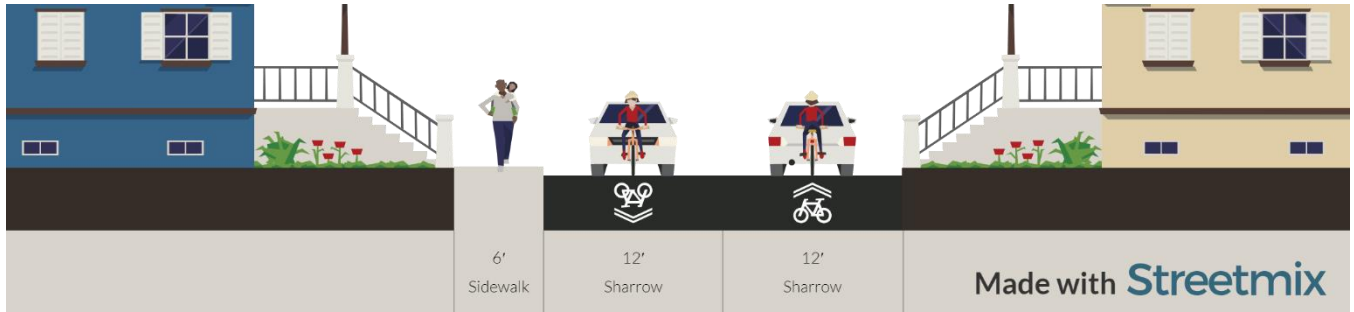 6′
Sidewalk
12′
Sharrow
12′
Sharrow
Made with Streetmix